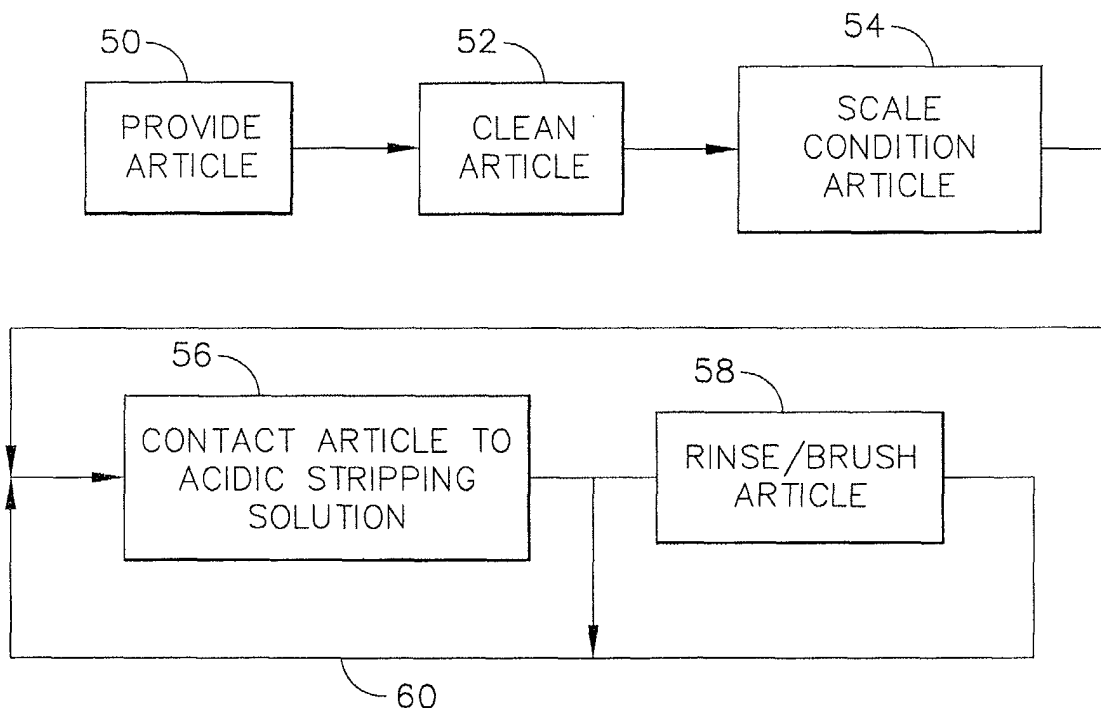 50
PROVIDE
ARTICLE
52
CLEAN
ARTICLE
54
SCALE
CONDITION
ARTICLE
56
CONTACT ARTICLE TO
ACIDIC STRIPPING
SOLUTION
58
RINSE/BRUSH
ARTICLE
60